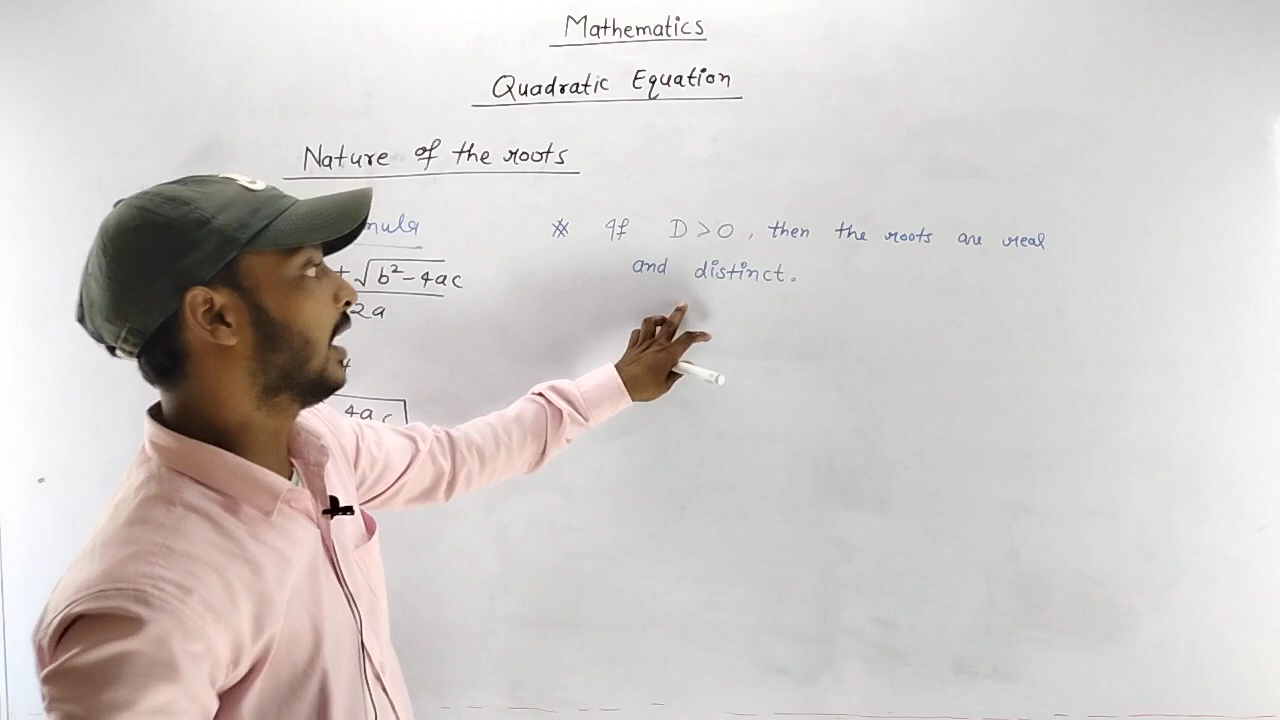 Mathematics
Quadratic Equation
Nature of the roots
mula
+ √b²-4ac
2a
4ac
* If D>0, then the roots are real
and distinct.